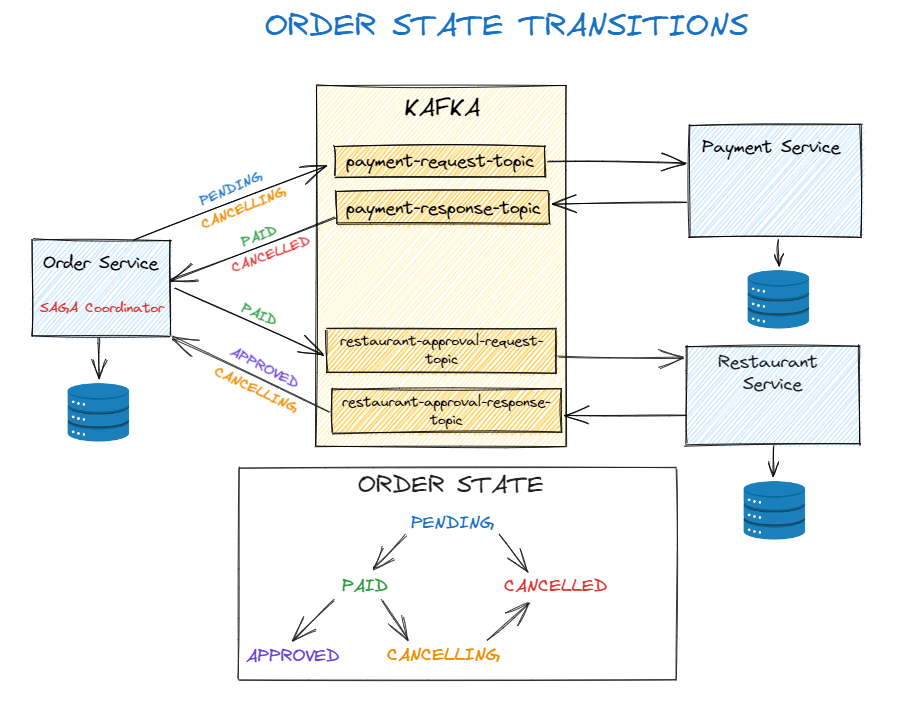 ORDER STATE TRANSITIONS
KAFKA
payment-request-topic
payment-response-topic
restaurant-approval-request-
topic
restaurant-approval-response-
topic
Payment Service
Restaurant
Service
Order Service
SAGA Coordinator
PENDING
CANCELLING
PAID
CANCELLED
PAID
APPROVED
CANCELLING
ORDER STATE
PENDING
PAID
CANCELLED
APPROVED
CANCELLING